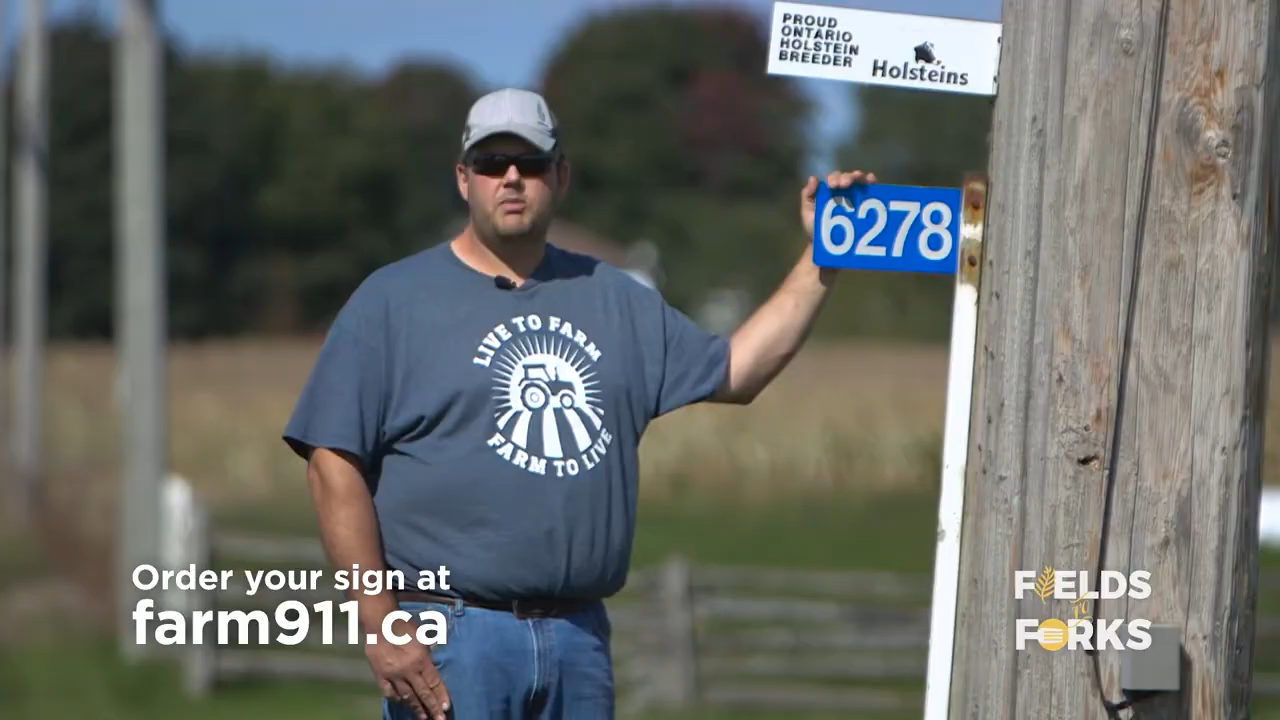 PROUD
ONTARIO
HOLSTEIN
BREEDER
Holsteins
6278
LIVE TO FARM
FARM TO LIVE
Order your sign at
farm911.ca
FIELDS
TO
FORKS